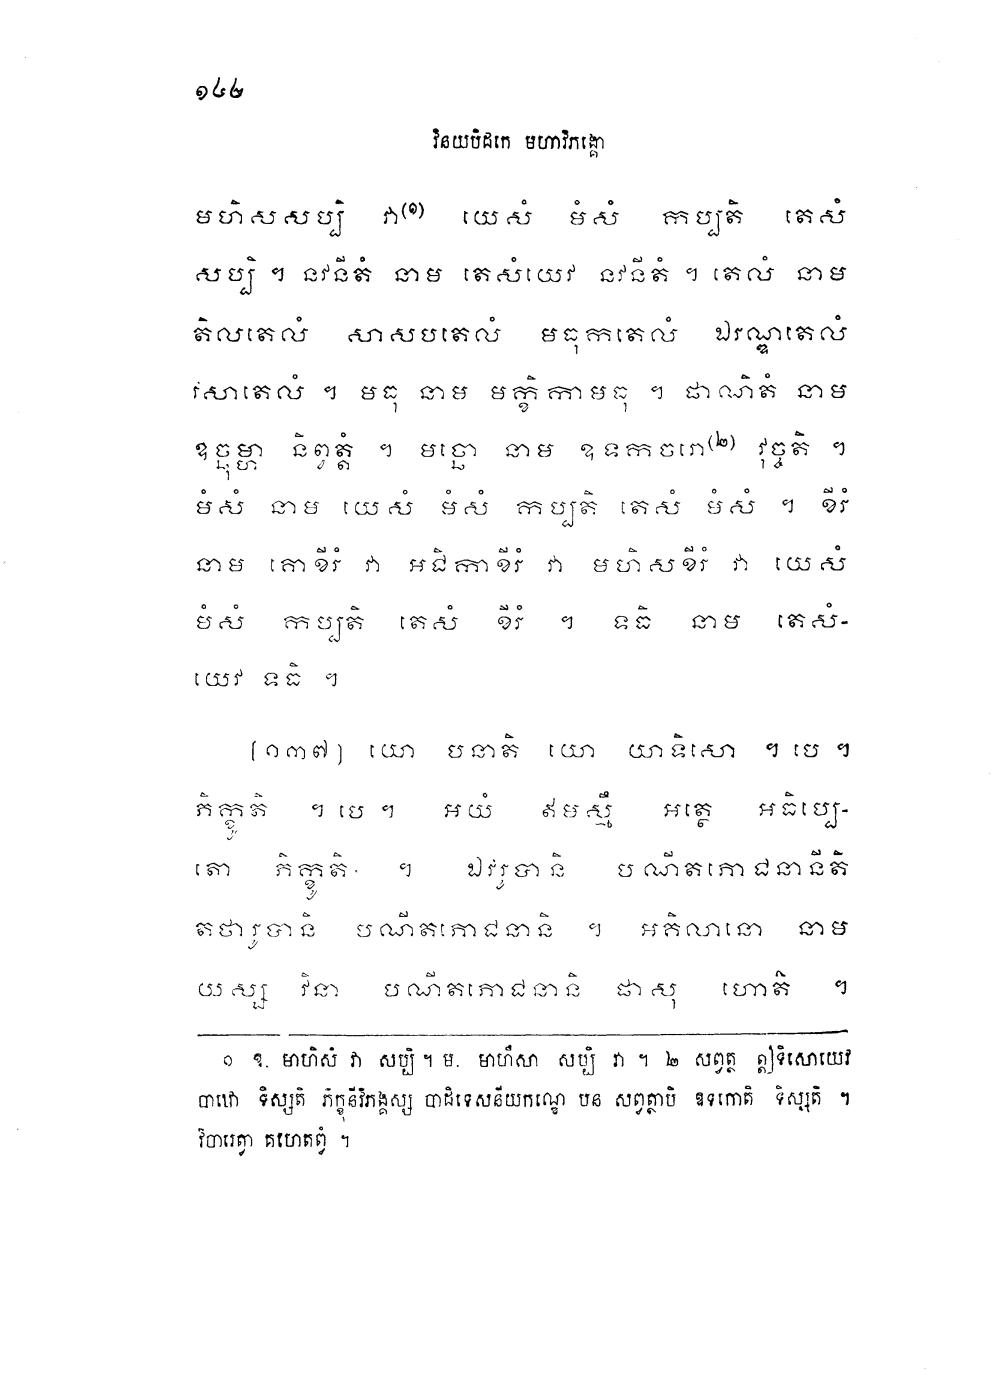 ១៤២
វិនយបិដកេ មហាវិភង្គោ
មហិសសប្បិ វា(១) យេសំ មំសំ កប្បតិ តេសំ
សប្បិ ។ នវនីតំ នាម តេសំយេវ នវនីតំ ។ តេលំ នាម
តិលតេលំ សាសបតេលំ មធុកតេលំ ឯរណ្ឌតេលំ
វសាតេលំ ។ មធុ នាម មក្ខិកាមធុ ។ ផាណិតំ នាម
ឧច្ឆុម្ហា និព្វត្តំ ។ មច្ឆោ នាម ឧទកចរោ(២) វុច្ចតិ ។
មំសំ នាម យេសំ មំសំ កប្បតិ តេសំ មំសំ ។ ខីរំ
នាម គោខីរំ វា អជិកាខីរំ វា មហិសខីរំ វា យេសំ
មំសំ កប្បតិ តេសំ ខីរំ ។ ទធិ នាម តេសំ-
យេវ ទធិ ។
[១៣៧] យោ បនាតិ យោ យាទិសោ ។ បេ ។
ភិក្ខូតិ ។ បេ ។ អយំ ឥមស្មឹ អត្ថេ អធិប្បេ-
តោ ភិក្ខូតិ ។ ឯវរូបានិ បណីតភោជនានីតិ
តថារូបានិ បណីតភោជនានិ ។ អគិលានោ នាម
យស្ស វិនា បណីតភោជនានិ ផាសុ ហោតិ ។
១ ឱ. មាហិសំ វា សប្បិ ។ ម. មាហឹសា សប្បិ វា ។ ២ សព្វត្ថ ឦទិសោយេវ
បាឋោ ទិស្សតិ ភិក្ខុនីវិភង្គស្ស បាដិទេសនីយកណ្ឌេ បន សព្វត្ថាបិ ឧទកោតិ ទិស្សតិ ។
វិចារេត្វា គហេតព្វំ ។